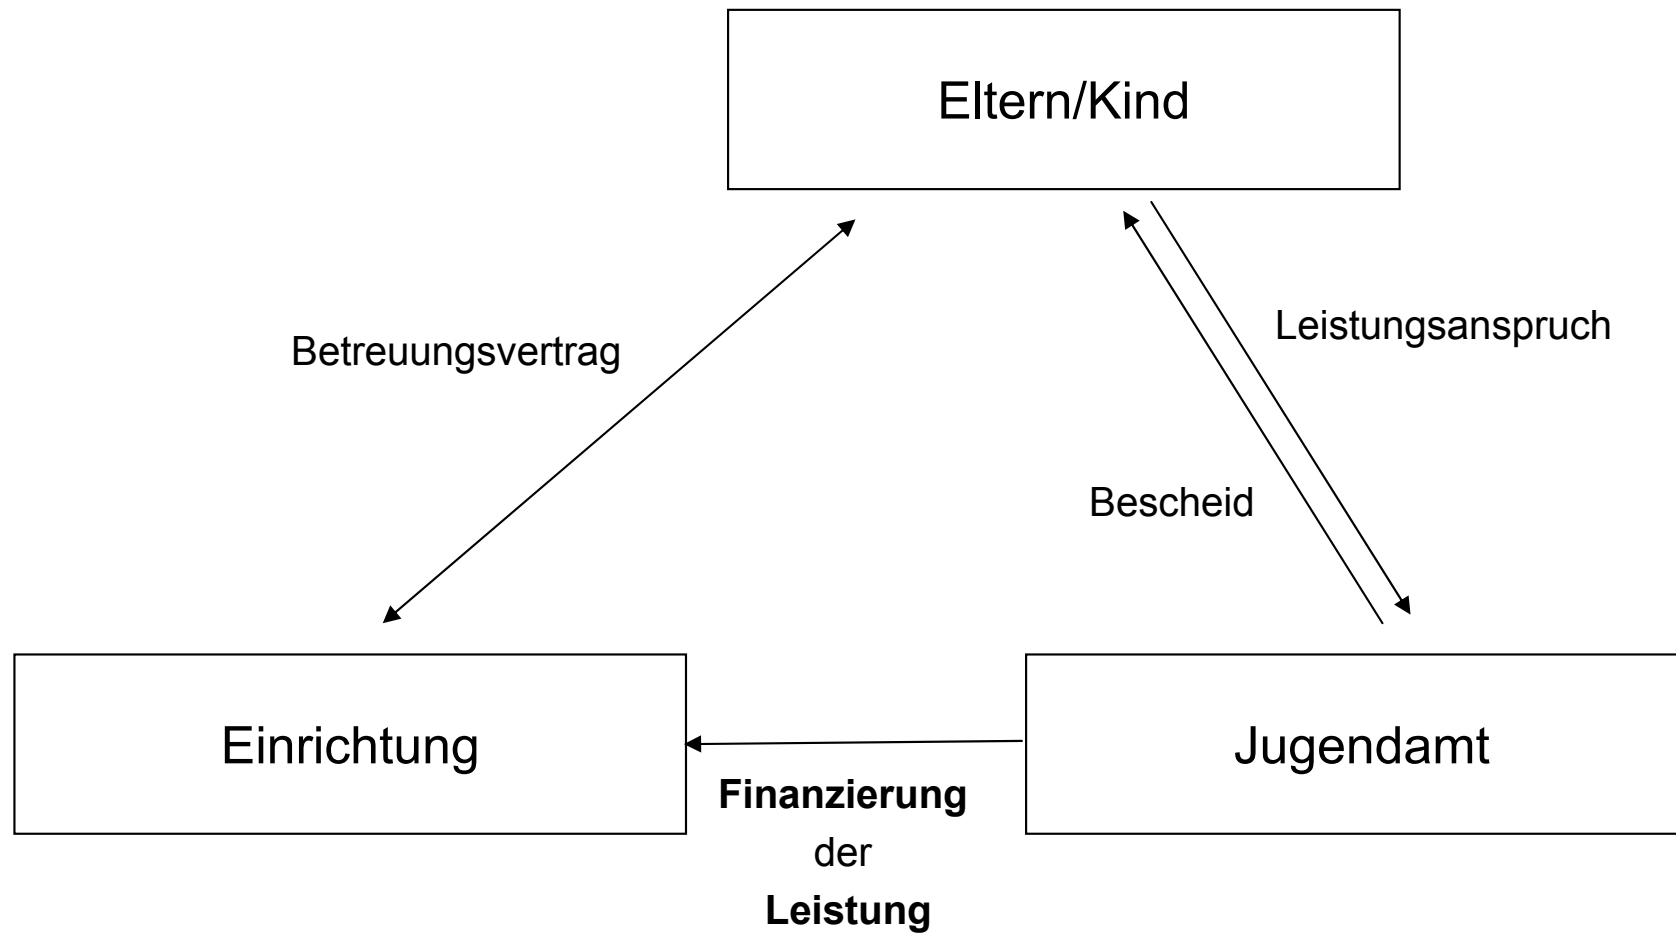 Eltern/Kind
Betreuungsvertrag
Leistungsanspruch
Bescheid
Einrichtung
Jugendamt
Finanzierung
der
Leistung